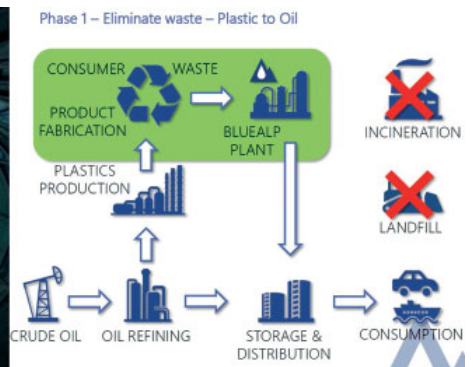 Phase 1 – Eliminate waste – Plastic to Oil
CONSUMER
WASTE
PRODUCT
FABRICATION
BLUEALP
PLANT
INCINERATION
PLASTICS
PRODUCTION
LANDFILL
CRUDE OIL
OIL REFINING
STORAGE &
DISTRIBUTION
CONSUMPTION